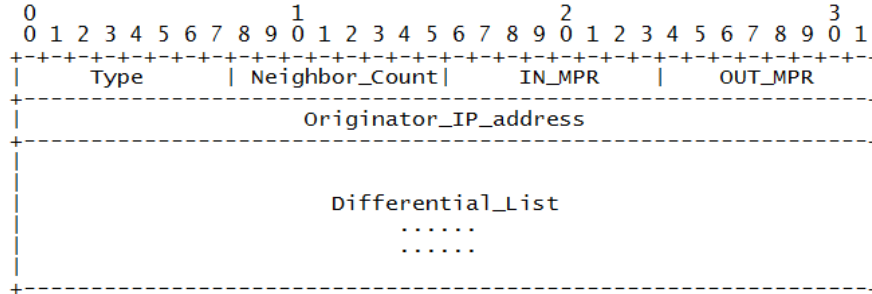 0 1 2 3
0 1 2 3 4 5 6 7 8 9 0 1 2 3 4 5 6 7 8 9 0 1 2 3 4 5 6 7 8 9 0 1
+-+-+-+-+-+-+-+-+-+-+-+-+-+-+-+-+-+-+-+-+-+-+-+-+-+-+-+-+-+-+-+-
| Type | Neighbor_Count| IN_MPR | OUT_MPR
+---------------------------------------------------------------
| Originator_IP_address
+---------------------------------------------------------------
|
|
| Differential_List
| ......
| ......
|
+---------------------------------------------------------------